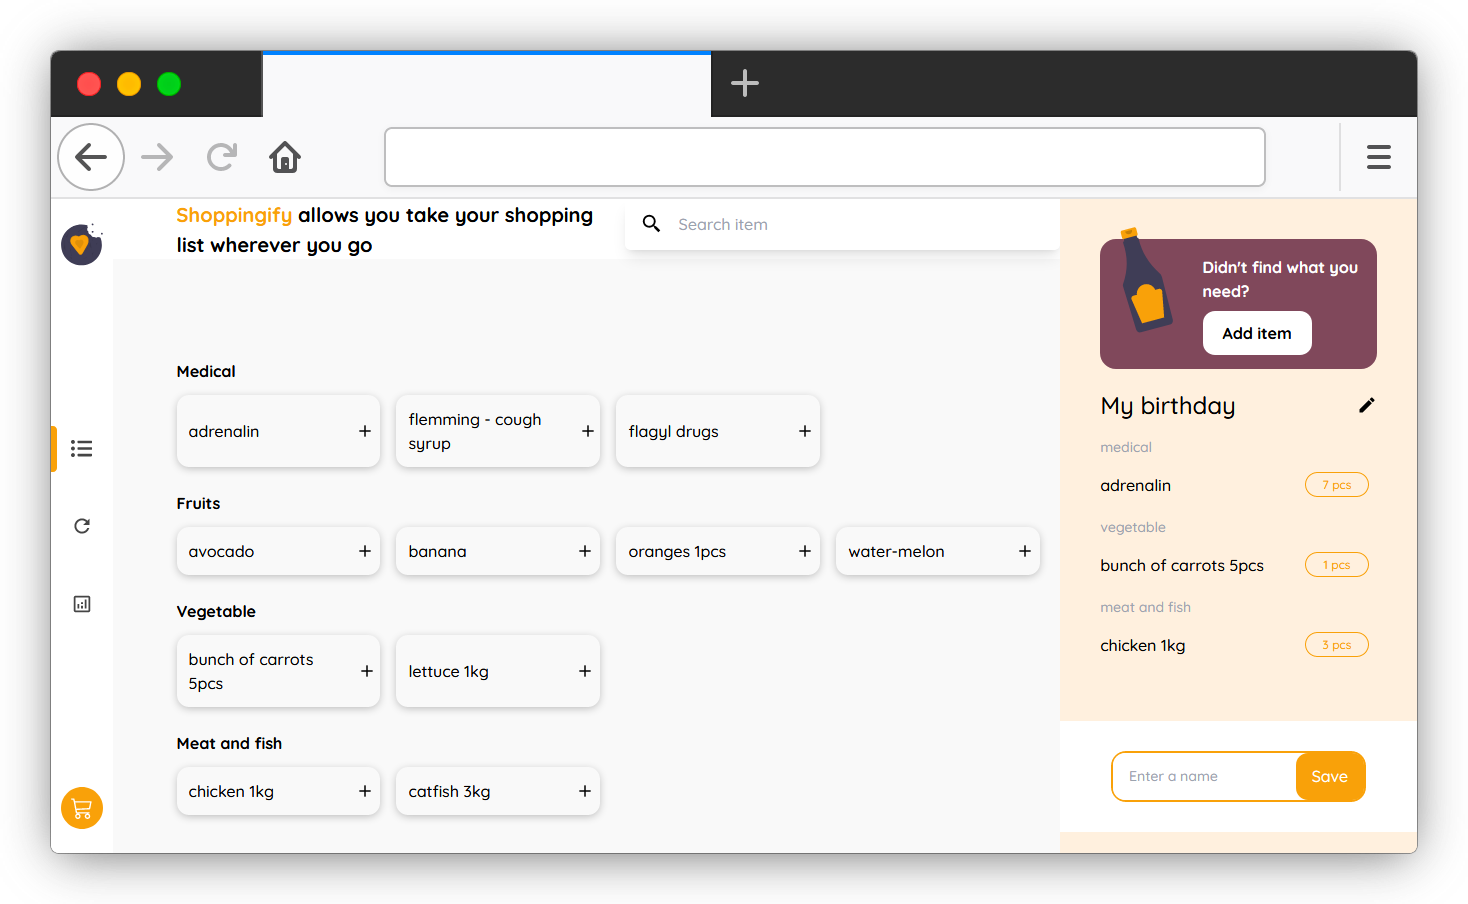 Shoppingify allows you take your shopping
list wherever you go
Search item
Medical
adrenalin +
flemming - cough
syrup +
flagyl drugs +
Fruits
avocado +
banana +
oranges 1pcs +
water-melon +
Vegetable
bunch of carrots
5pcs +
lettuce 1kg +
Meat and fish
chicken 1kg +
catfish 3kg +
Didn't find what you
need?
Add item
My birthday
medical
adrenalin 7 pcs
vegetable
bunch of carrots 5pcs 1 pcs
meat and fish
chicken 1kg 3 pcs
Enter a name Save